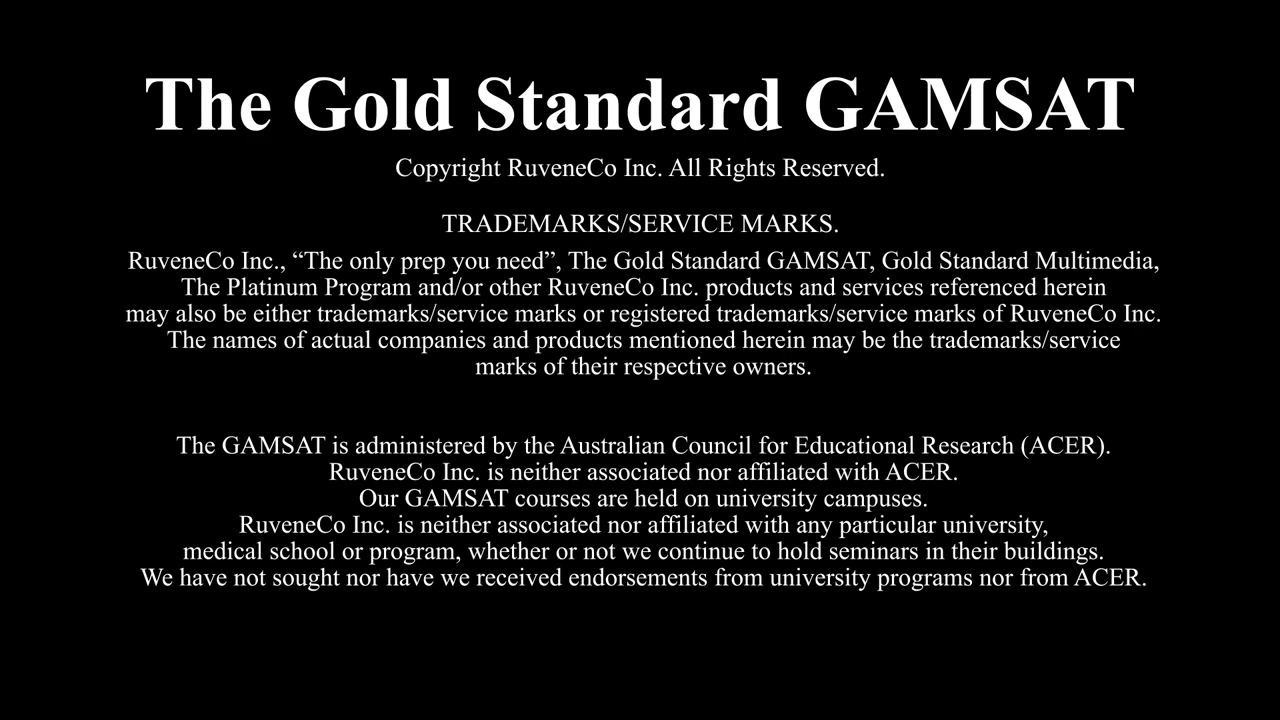 The Gold Standard GAMSAT
Copyright RuveneCo Inc. All Rights Reserved.
TRADEMARKS/SERVICE MARKS.
RuveneCo Inc., “The only prep you need”, The Gold Standard GAMSAT, Gold Standard Multimedia,
The Platinum Program and/or other RuveneCo Inc. products and services referenced herein
may also be either trademarks/service marks or registered trademarks/service marks of RuveneCo Inc.
The names of actual companies and products mentioned herein may be the trademarks/service
marks of their respective owners.
The GAMSAT is administered by the Australian Council for Educational Research (ACER).
RuveneCo Inc. is neither associated nor affiliated with ACER.
Our GAMSAT courses are held on university campuses.
RuveneCo Inc. is neither associated nor affiliated with any particular university,
medical school or program, whether or not we continue to hold seminars in their buildings.
We have not sought nor have we received endorsements from university programs nor from ACER.